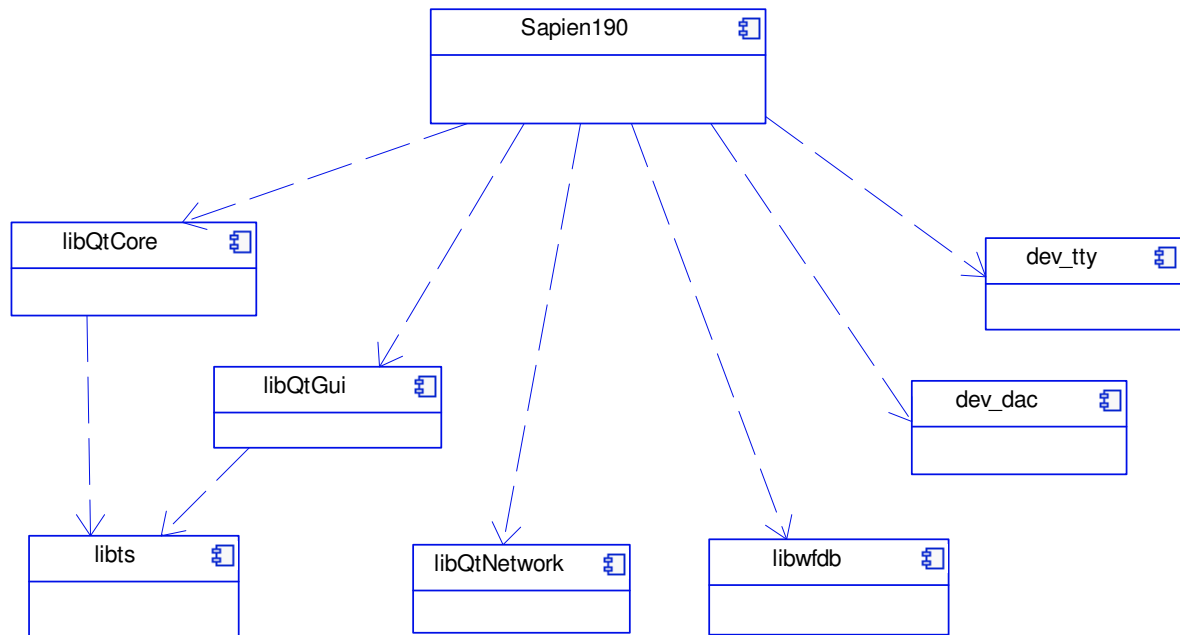 Sapien190
libQtCore
dev_tty
libQtGui
dev_dac
libts
libQtNetwork
libwfdb